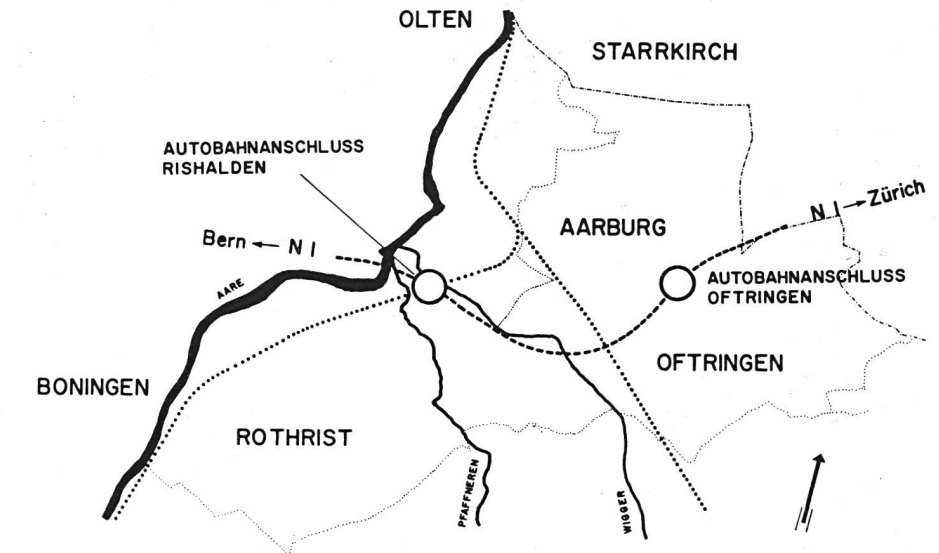 OLTEN
STARRKIRCH
AUTOBAHNANSCHLUSS
RISHALDEN
N I → Zürich
AARBURG
Bern ← N I
AUTOBAHNANSCHLUSS
OFTRINGEN
AARE
OFTRINGEN
BONINGEN
ROTHRIST
PFAFFNEREN
WIGGER